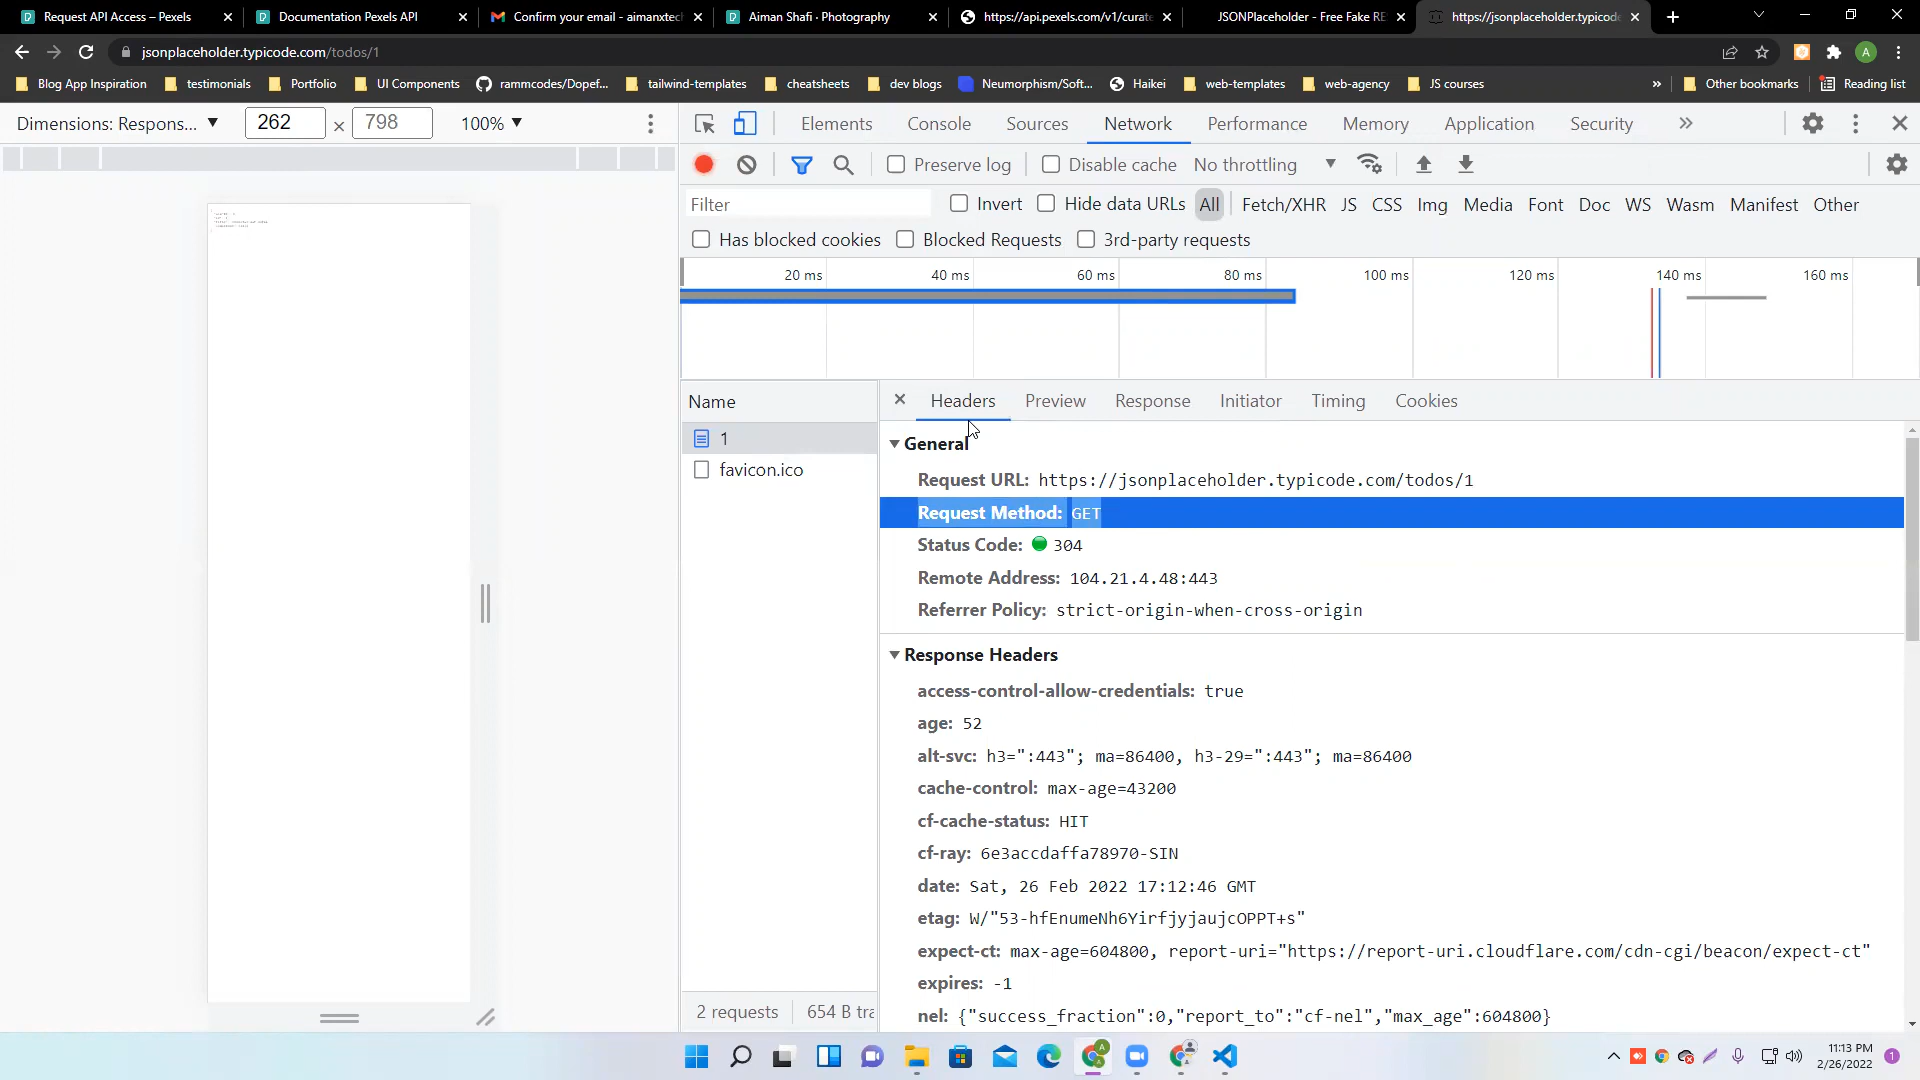 Request API Access – Pexels
Documentation Pexels API
Confirm your email - aimanxtech
Aiman Shafi · Photography
https://api.pexels.com/v1/curate
JSONPlaceholder - Free Fake RE
https://jsonplaceholder.typicode
jsonplaceholder.typicode.com/todos/1
A
Blog App Inspiration
testimonials
Portfolio
UI Components
rammcodes/Dopef...
tailwind-templates
cheatsheets
dev blogs
Neumorphism/Soft...
Haikei
web-templates
web-agency
JS courses
»
Other bookmarks
Reading list
Dimensions: Respons... 262 × 798 100%
Elements Console Sources Network Performance Memory Application Security »
Preserve log Disable cache No throttling
Filter Invert Hide data URLs All Fetch/XHR JS CSS Img Media Font Doc WS Wasm Manifest Other
Has blocked cookies Blocked Requests 3rd-party requests
20 ms 40 ms 60 ms 80 ms 100 ms 120 ms 140 ms 160 ms
Name
1
favicon.ico
Headers Preview Response Initiator Timing Cookies
General
Request URL: https://jsonplaceholder.typicode.com/todos/1
Request Method: GET
Status Code: 304
Remote Address: 104.21.4.48:443
Referrer Policy: strict-origin-when-cross-origin
Response Headers
access-control-allow-credentials: true
age: 52
alt-svc: h3=":443"; ma=86400, h3-29=":443"; ma=86400
cache-control: max-age=43200
cf-cache-status: HIT
cf-ray: 6e3accdaffa78970-SIN
date: Sat, 26 Feb 2022 17:12:46 GMT
etag: W/"53-hfEnumeNh6YirfjyjaujcOPPT+s"
expect-ct: max-age=604800, report-uri="https://report-uri.cloudflare.com/cdn-cgi/beacon/expect-ct"
expires: -1
nel: {"success_fraction":0,"report_to":"cf-nel","max_age":604800}
2 requests 654 B tra
11:13 PM
2/26/2022
1